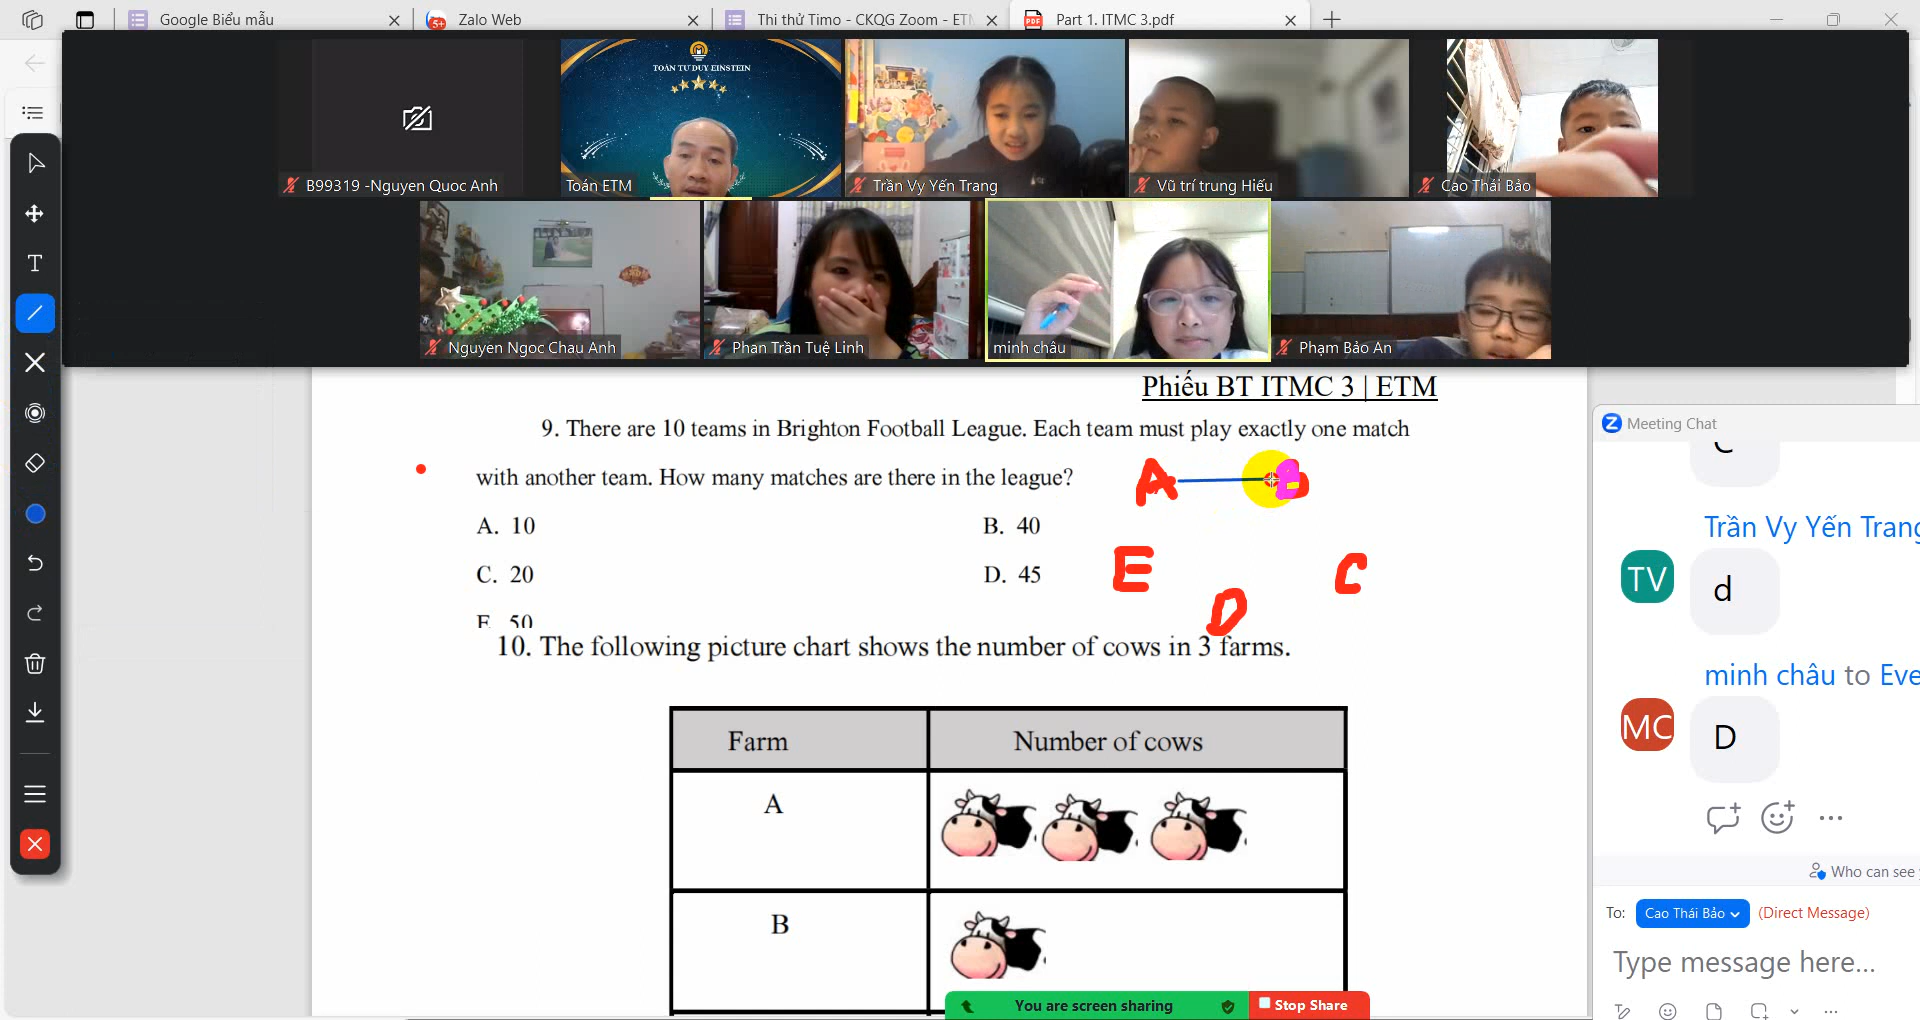 Google Biểu mẫu
5+
Zalo Web
Thi thử Timo - CKQG Zoom - ETM
PDF
Part 1. ITMC 3.pdf
TOÁN TƯ DUY EINSTEIN
B99319 -Nguyen Quoc Anh
Toán ETM
Trần Vy Yến Trang
Vũ trí trung Hiếu
Cao Thái Bảo
Nguyen Ngoc Chau Anh
Phan Trần Tuệ Linh
minh châu
Phạm Bảo An
Phiếu BT ITMC 3 | ETM
9. There are 10 teams in Brighton Football League. Each team must play exactly one match
with another team. How many matches are there in the league?
A B
A. 10
B. 40
C. 20
D. 45
E C
D
E. 50
10. The following picture chart shows the number of cows in 3 farms.
Farm
Number of cows
A
B
You are screen sharing
Stop Share
Meeting Chat
Trần Vy Yến Trang
TV
d
minh châu to Eve
MC
D
Who can see
To: Cao Thái Bảo (Direct Message)
Type message here...